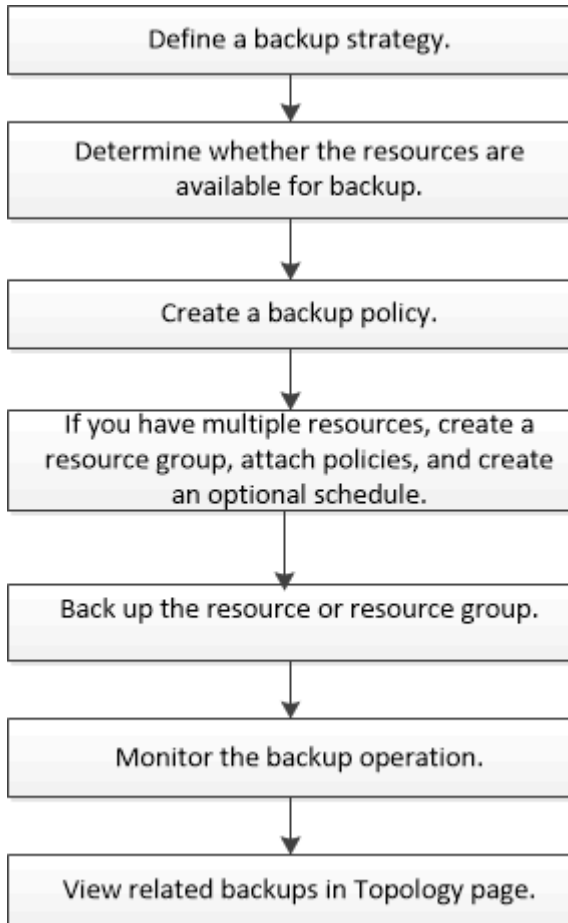 Define a backup strategy.
Determine whether the resources are
available for backup.
Create a backup policy.
If you have multiple resources, create a
resource group, attach policies, and create
an optional schedule.
Back up the resource or resource group.
Monitor the backup operation.
View related backups in Topology page.